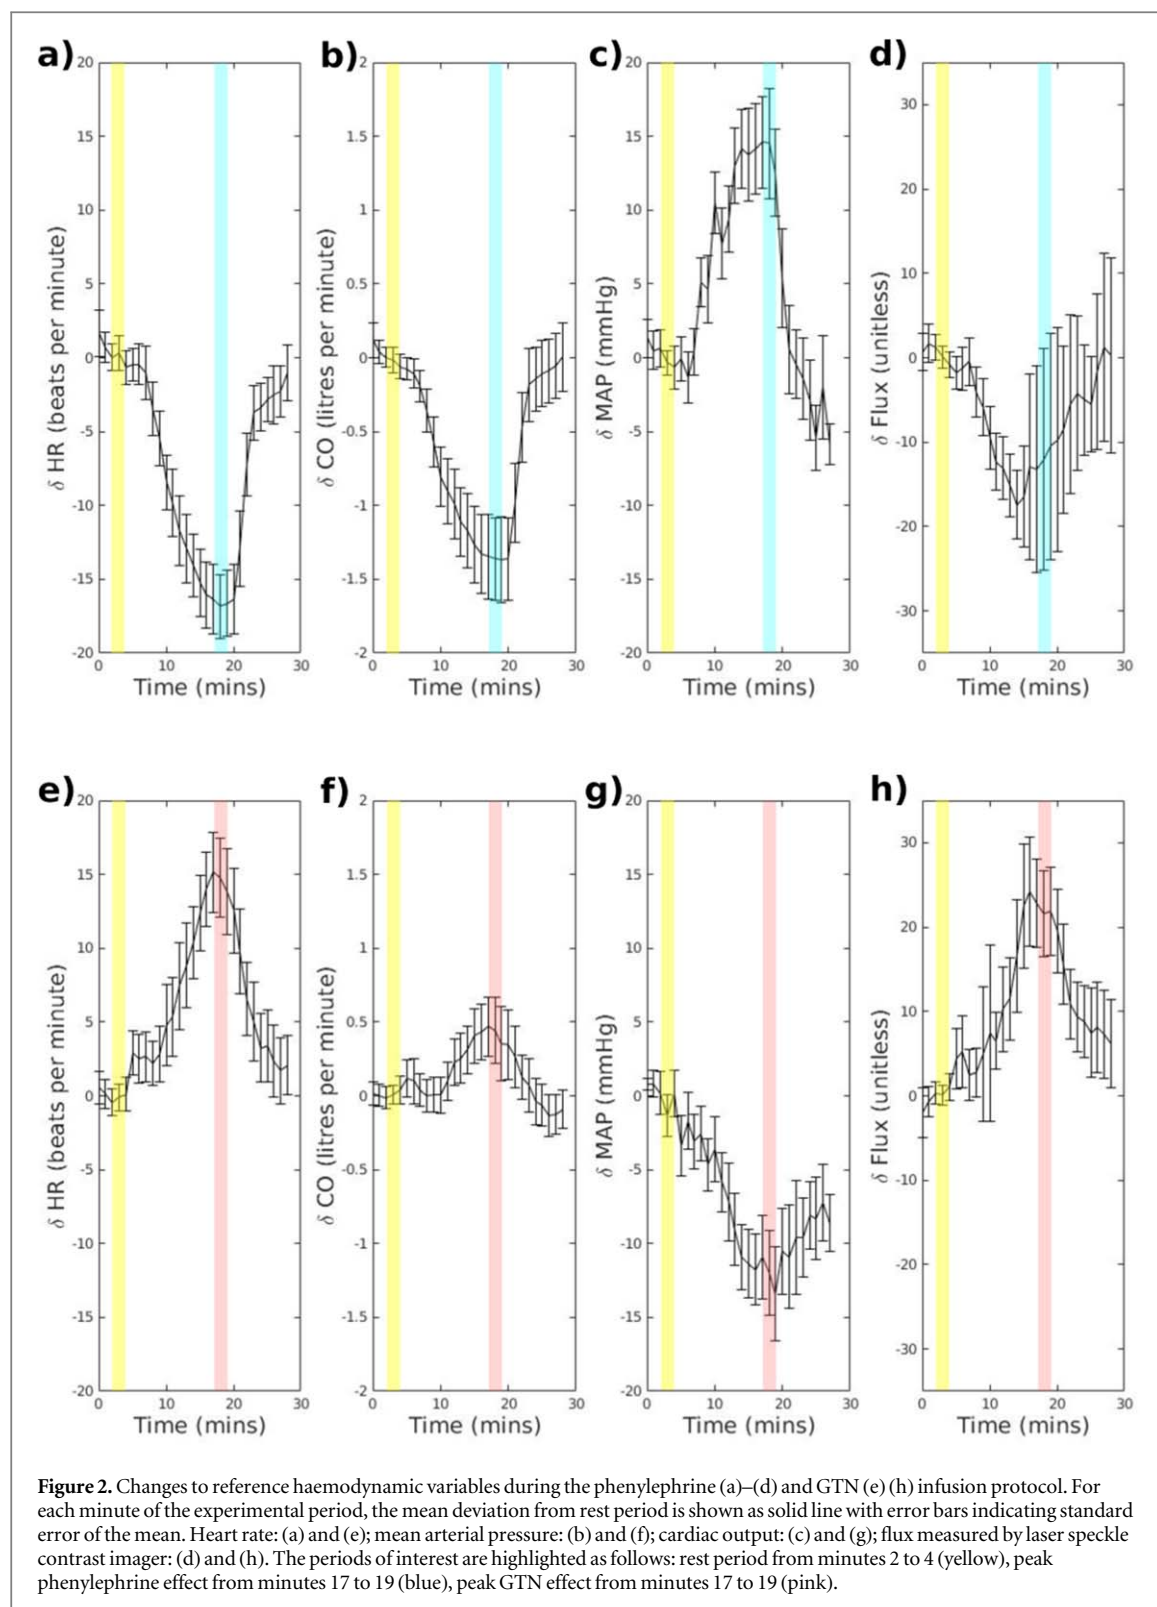 a) b) c) d)
20 2 20
15 1.5 15 30
10 1 10 20
5 0.5 5 10
0 0 0 0
-5 -0.5 -5 -10
-10 -1 -10 -20
-15 -1.5 -15 -30
-20 -2 -20
δ HR (beats per minute)
δ CO (litres per minute)
δ MAP (mmHg)
δ Flux (unitless)
0 10 20 30 0 10 20 30 0 10 20 30 0 10 20 30
Time (mins) Time (mins) Time (mins) Time (mins)
e) f) g) h)
20 2 20
15 1.5 15 30
10 1 10 20
5 0.5 5 10
0 0 0 0
-5 -0.5 -5 -10
-10 -1 -10 -20
-15 -1.5 -15 -30
-20 -2 -20
δ HR (beats per minute)
δ CO (litres per minute)
δ MAP (mmHg)
δ Flux (unitless)
0 10 20 30 0 10 20 30 0 10 20 30 0 10 20 30
Time (mins) Time (mins) Time (mins) Time (mins)
Figure 2. Changes to reference haemodynamic variables during the phenylephrine (a)–(d) and GTN (e) (h) infusion protocol. For
each minute of the experimental period, the mean deviation from rest period is shown as solid line with error bars indicating standard
error of the mean. Heart rate: (a) and (e); mean arterial pressure: (b) and (f); cardiac output: (c) and (g); flux measured by laser speckle
contrast imager: (d) and (h). The periods of interest are highlighted as follows: rest period from minutes 2 to 4 (yellow), peak
phenylephrine effect from minutes 17 to 19 (blue), peak GTN effect from minutes 17 to 19 (pink).